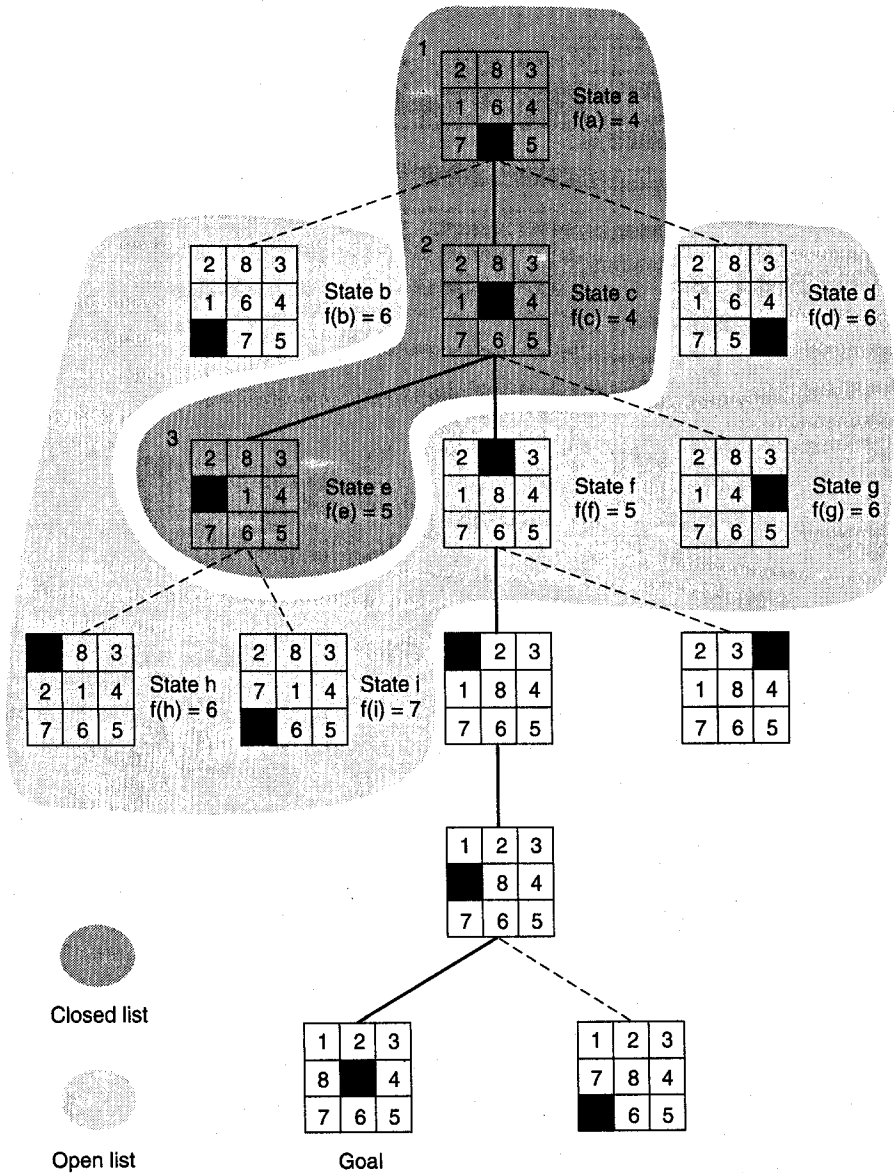 1
2 8 3
1 6 4
7 5
State a
f(a) = 4
2 8 3
1 6 4
7 5
State b
f(b) = 6
2
2 8 3
1 4
7 6 5
State c
f(c) = 4
2 8 3
1 6 4
7 5
State d
f(d) = 6
3
2 8 3
1 4
7 6 5
State e
f(e) = 5
2 3
1 8 4
7 6 5
State f
f(f) = 5
2 8 3
1 4
7 6 5
State g
f(g) = 6
8 3
2 1 4
7 6 5
State h
f(h) = 6
2 8 3
7 1 4
6 5
State i
f(i) = 7
2 3
1 8 4
7 6 5
2 3
1 8 4
7 6 5
1 2 3
8 4
7 6 5
Closed list
1 2 3
8 4
7 6 5
Goal
1 2 3
7 8 4
6 5
Open list